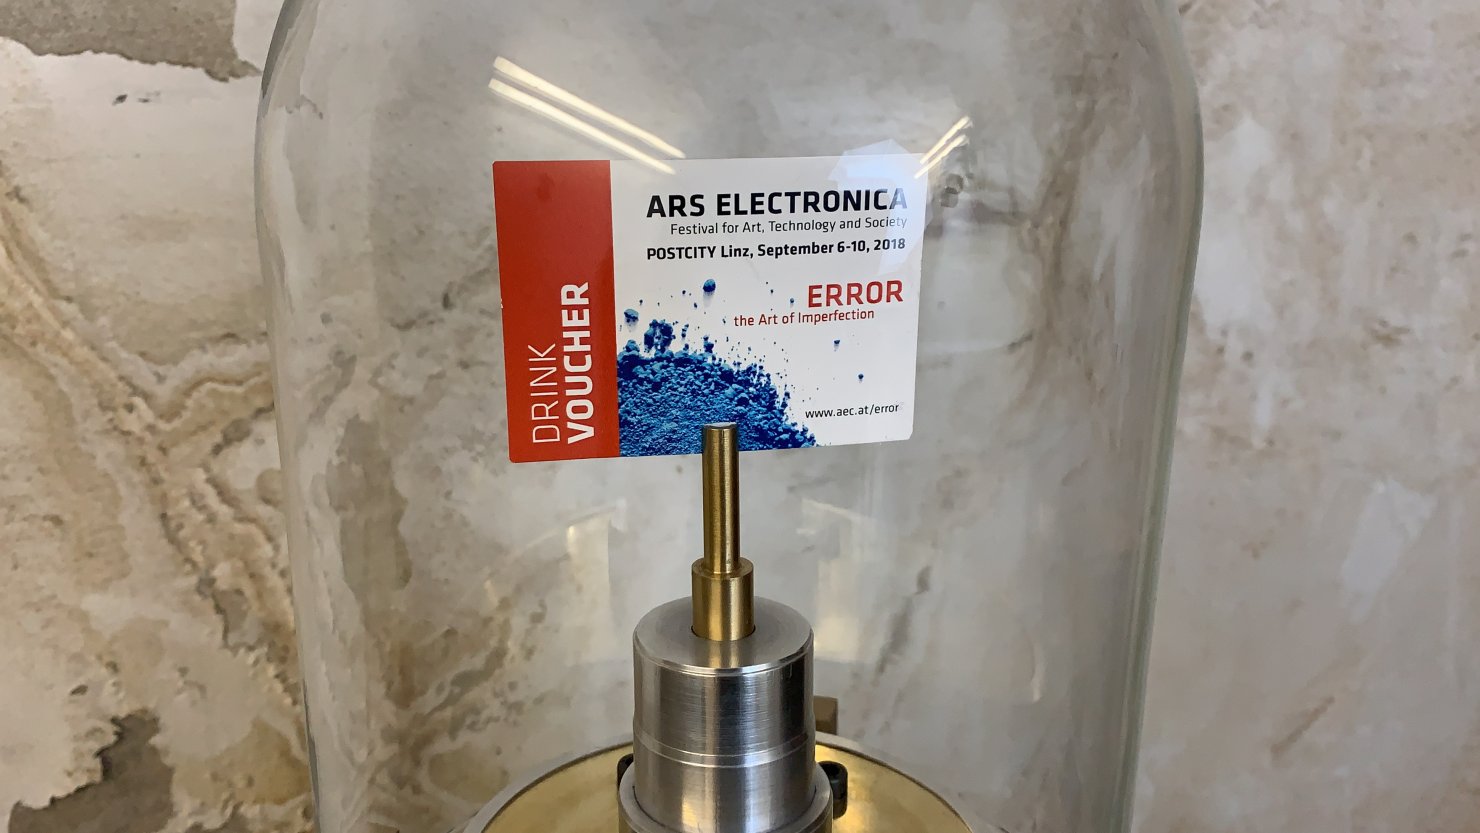 DRINK
VOUCHER
ARS ELECTRONICA
Festival for Art, Technology and Society
POSTCITY Linz, September 6-10, 2018
ERROR
the Art of Imperfection
www.aec.at/error